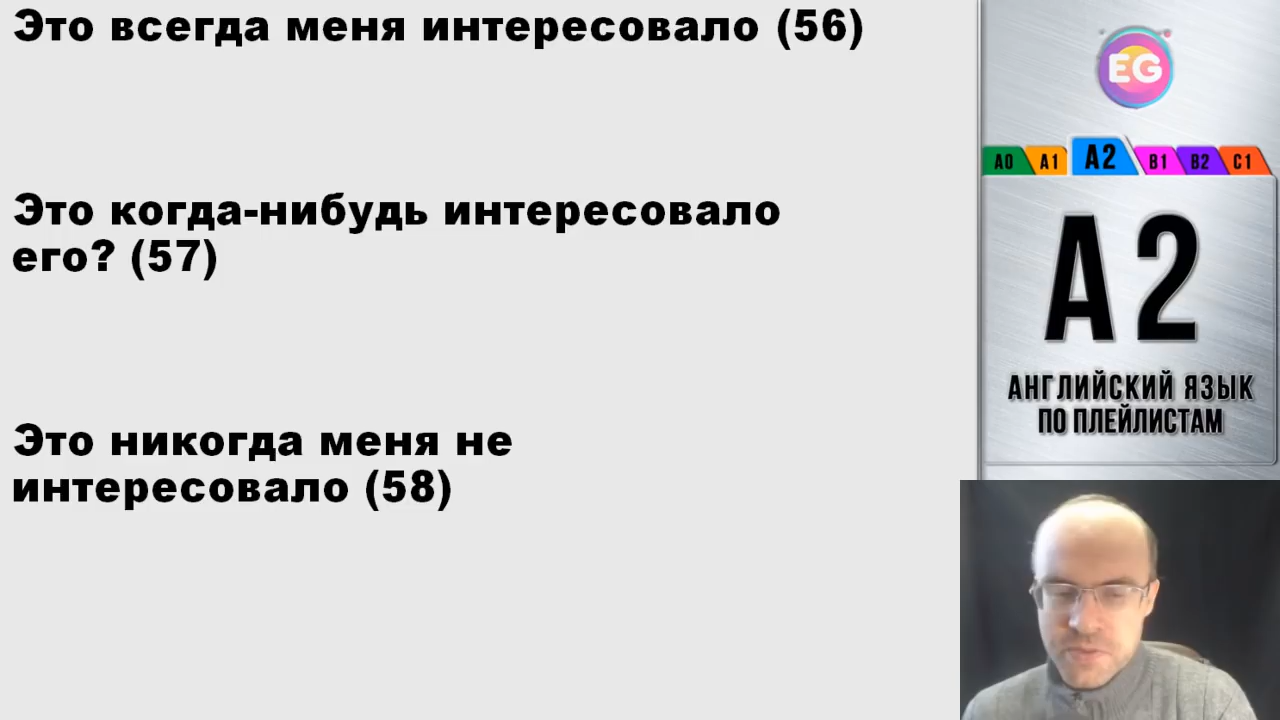 Это всегда меня интересовало (56)
Это когда-нибудь интересовало
его? (57)
Это никогда меня не
интересовало (58)
EG
A0 A1 A2 B1 B2 C1
A2
АНГЛИЙСКИЙ ЯЗЫК
ПО ПЛЕЙЛИСТАМ